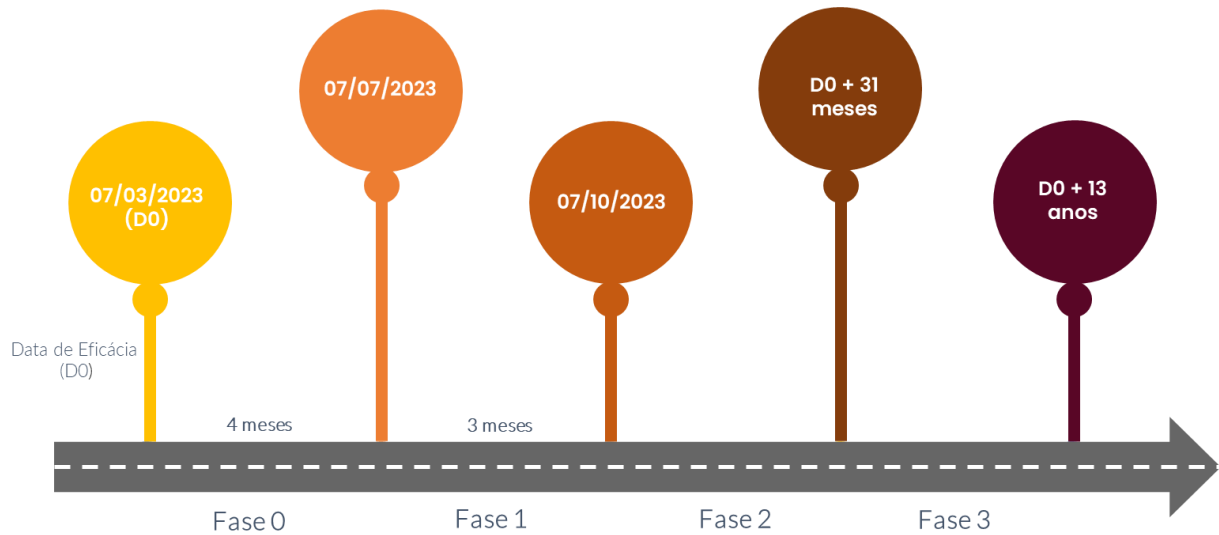 07/03/2023
(D0)
07/07/2023
07/10/2023
D0 + 31
meses
D0 + 13
anos
Data de Eficácia
(D0)
4 meses
3 meses
Fase 0
Fase 1
Fase 2
Fase 3